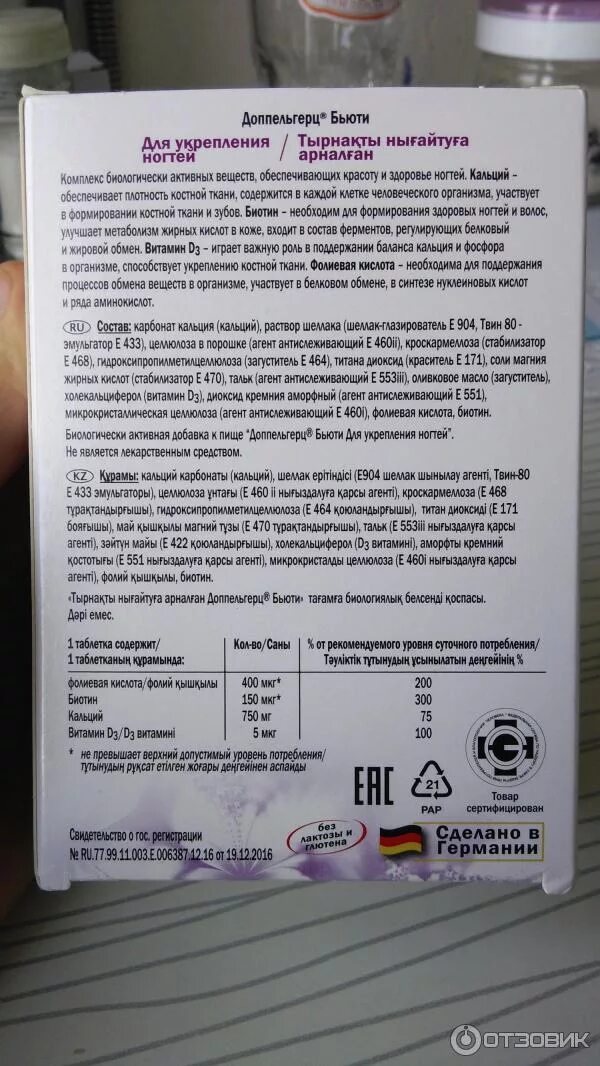 Доппельгерц® Бьюти
Для укрепления / Тырнақты нығайтуға
ногтей арналған
Комплекс биологически активных веществ, обеспечивающих красоту и здоровье ногтей. Кальций –
обеспечивает плотность костной ткани, содержится в каждой клетке человеческого организма, участвует
в формировании костной ткани и зубов. Биотин – необходим для формирования здоровых ногтей и волос,
улучшает метаболизм жирных кислот в коже, входит в состав ферментов, регулирующих белковый
и жировой обмен. Витамин D₃ – играет важную роль в поддержании баланса кальция и фосфора
в организме, способствует укреплению костной ткани. Фолиевая кислота – необходима для поддержания
процессов обмена веществ в организме, участвует в белковом обмене, в синтезе нуклеиновых кислот
и ряда аминокислот.
RU Состав: карбонат кальция (кальций), раствор шеллака (шеллак-глазирователь Е 904, Твин 80 -
эмульгатор Е 433), целлюлоза в порошке (агент антислеживающий Е 460ii), кроскармеллоза (стабилизатор
Е 468), гидроксипропилметилцеллюлоза (загуститель Е 464), титана диоксид (краситель Е 171), соли магния
жирных кислот (стабилизатор Е 470), тальк (агент антислеживающий Е 553iii), оливковое масло (загуститель),
холекальциферол (витамин D₃), диоксид кремния аморфный (агент антислеживающий Е 551),
микрокристаллическая целлюлоза (агент антислеживающий Е 460i), фолиевая кислота, биотин.
Биологически активная добавка к пище "Доппельгерц® Бьюти Для укрепления ногтей".
Не является лекарственным средством.
KZ Құрамы: кальций карбонаты (кальций), шеллак ерітіндісі (Е904 шеллак шынылау агенті, Твин-80
Е 433 эмульгаторы), целлюлоза ұнтағы (Е 460 ii нығыздалуға қарсы агенті), кроскармеллоза (Е 468
тұрақтандырғышы), гидроксипропилметилцеллюлоза (Е 464 қоюландырғышы), титан диоксиді (Е 171
бояғышы), май қышқылы магний тұзы (Е 470 тұрақтандырғышы), тальк (Е 553iii нығыздалуға қарсы
агенті), зәйтүн майы (Е 422 қоюландырғышы), холекальциферол (D₃ витамині), аморфты кремний
қостотығы (Е 551 нығыздалуға қарсы агенті), микрокристалды целлюлоза (Е 460i нығыздалуға қарсы
агенті), фолий қышқылы, биотин.
«Тырнақты нығайтуға арналған Доппельгерц® Бьюти» тағамға биологиялық белсенді қоспасы.
Дәрі емес.
1 таблетка содержит/ Кол-во/Саны % от рекомендуемого уровня суточного потребления/
1 таблетканың құрамында: Тәуліктік тұтынудың ұсынылатын деңгейінің %
фолиевая кислота/фолий қышқылы 400 мкг* 200
Биотин 150 мкг* 300
Кальций 750 мг 75
Витамин D₃/D₃ витамині 5 мкг 100
* не превышает верхний допустимый уровень потребления/
тұтынудың рұқсат етілген жоғары деңгейінен аспайды
EAC
21
PAP
Товар
сертифицирован
Свидетельство о гос. регистрации
№ RU.77.99.11.003.Е.006387.12.16 от 19.12.2016
без
лактозы и
глютена
Сделано в
Германии
ОТЗОВИК